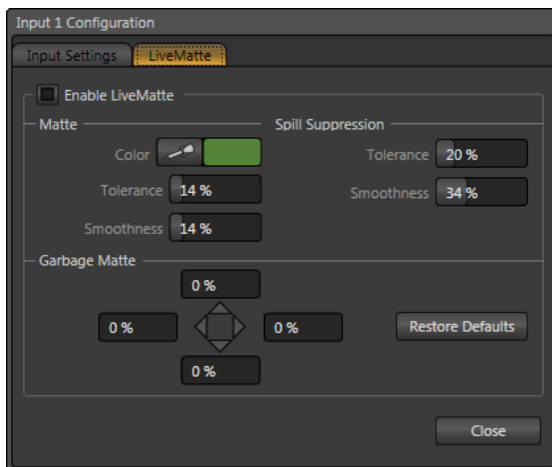 Input 1 Configuration
Input Settings LiveMatte
Enable LiveMatte
Matte Spill Suppression
Color Tolerance 20 %
Tolerance 14 % Smoothness 34 %
Smoothness 14 %
Garbage Matte
0 %
0 % 0 % Restore Defaults
0 %
Close